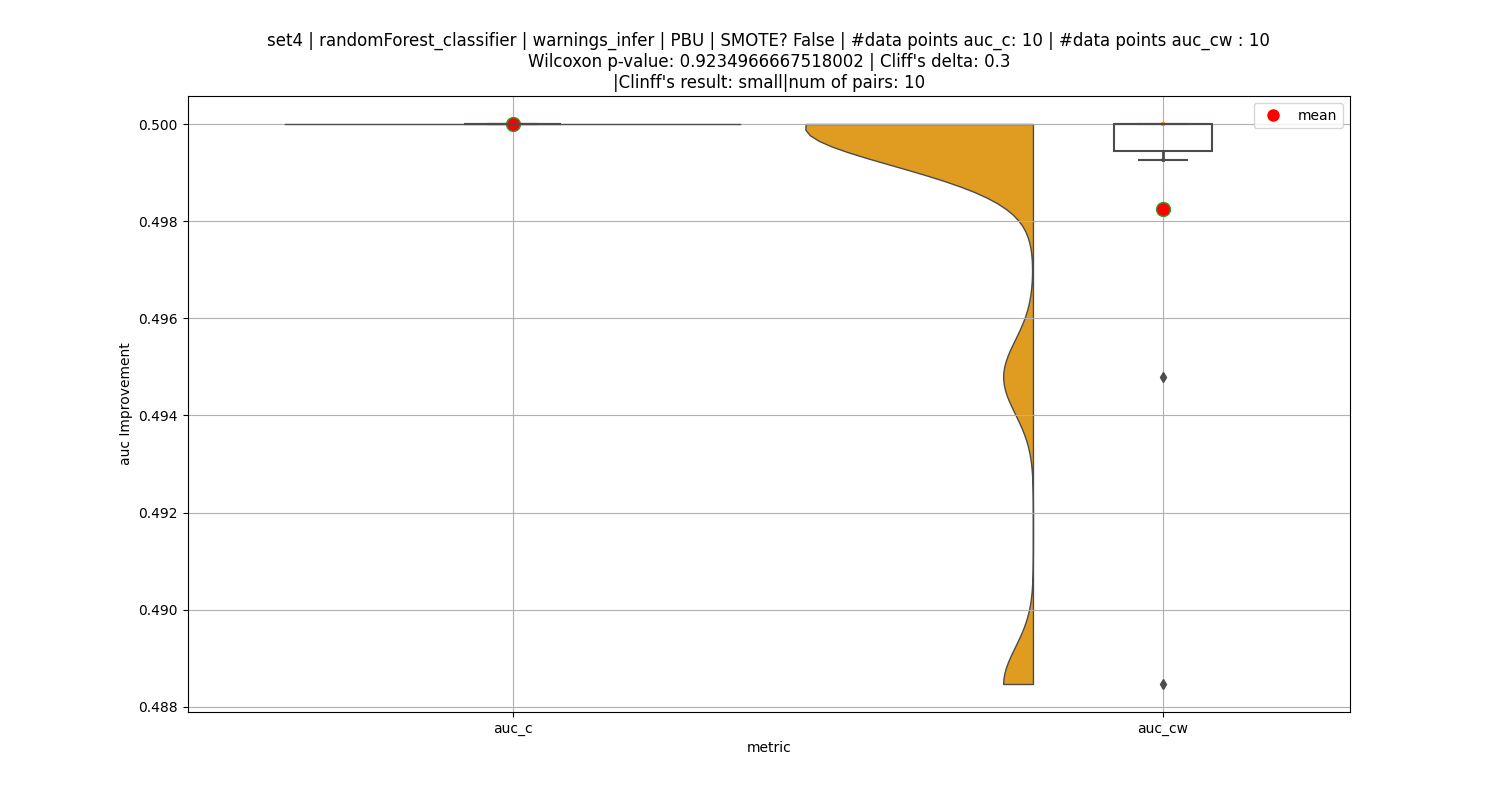 set4 | randomForest_classifier | warnings_infer | PBU | SMOTE? False | #data points auc_c: 10 | #data points auc_cw : 10
Wilcoxon p-value: 0.9234966667518002 | Cliff's delta: 0.3
|Clinff's result: small|num of pairs: 10
mean
0.500
0.498
0.496
0.494
0.492
0.490
0.488
auc Improvement
auc_c
auc_cw
metric